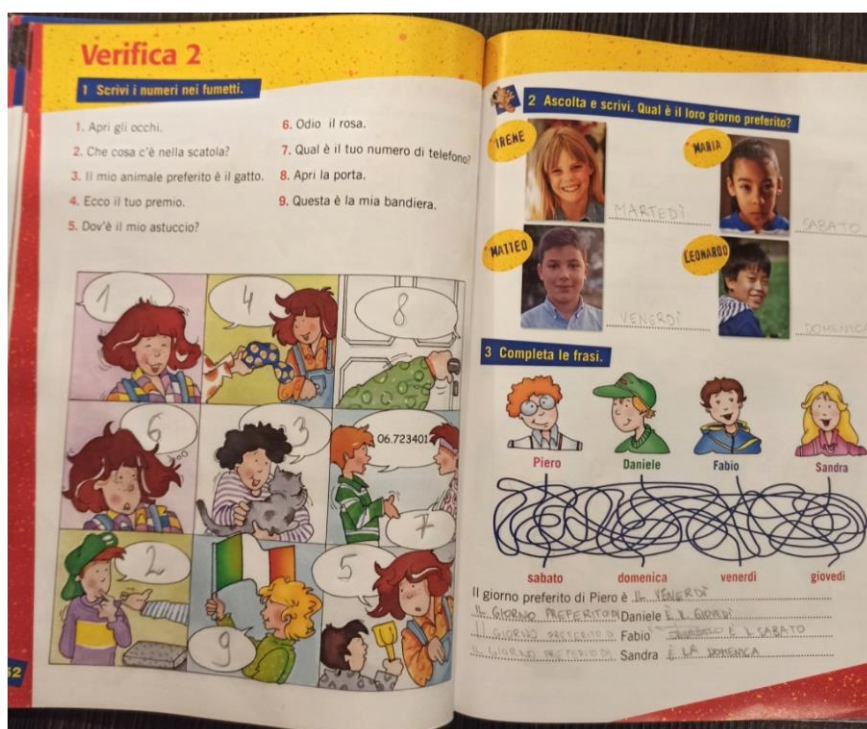 Verifica 2
1 Scrivi i numeri nei fumetti.
1. Apri gli occhi.
2. Che cosa c'è nella scatola?
3. Il mio animale preferito è il gatto.
4. Ecco il tuo premio.
5. Dov'è il mio astuccio?
6. Odio il rosa.
7. Qual è il tuo numero di telefono?
8. Apri la porta.
9. Questa è la mia bandiera.
1
4
8
6
3
06.723401
7
2
9
5
52
2 Ascolta e scrivi. Qual è il loro giorno preferito?
IRENE
MARIA
MARTEDÌ
SABATO
MATTEO
LEONARDO
VENERDÌ
DOMENICA
3 Completa le frasi.
Piero Daniele Fabio Sandra
sabato domenica venerdì giovedì
Il giorno preferito di Piero è IL VENERDÌ
IL GIORNO PREFERITO DI Daniele È IL GIOVEDÌ
IL GIORNO PREFERITO DI Fabio È IL SABATO
IL GIORNO PREFERITO DI Sandra È LA DOMENICA